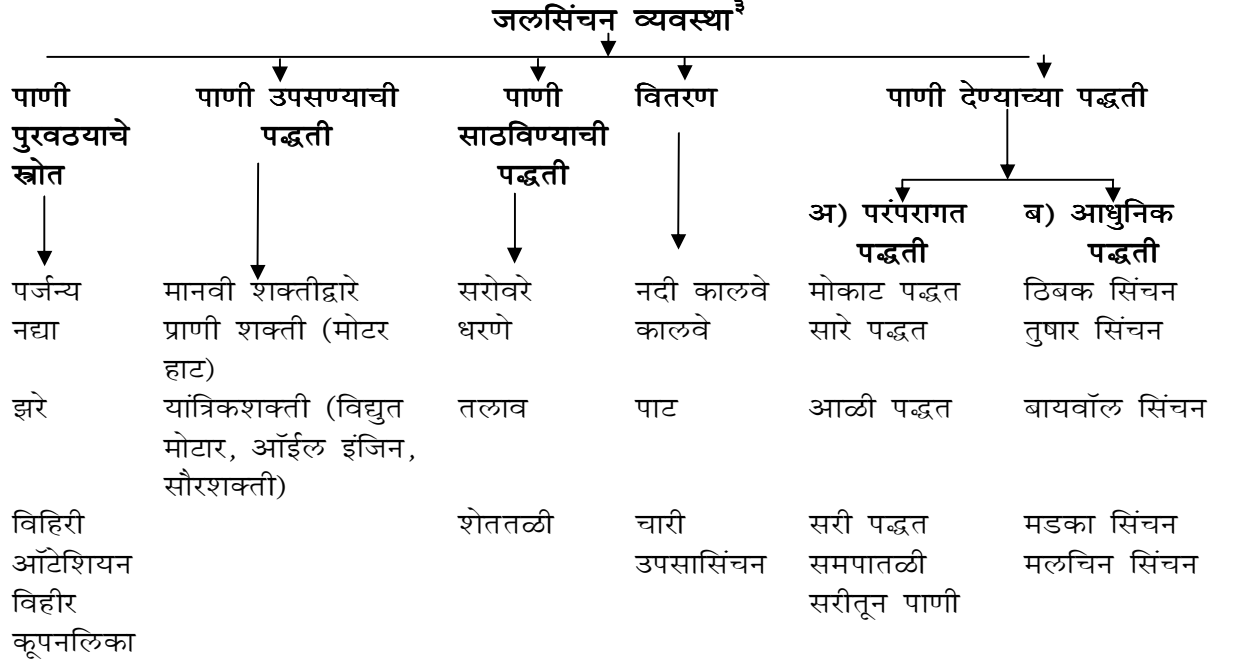 जलसिंचन व्यवस्था३
पाणी पाणी उपसण्याची पाणी वितरण पाणी देण्याच्या पद्धती
पुरवठयाचे पद्धती साठविण्याची
स्त्रोत पद्धती
अ) परंपरागत ब) आधुनिक
पद्धती पद्धती
पर्जन्य मानवी शक्तीद्वारे सरोवरे नदी कालवे मोकाट पद्धत ठिबक सिंचन
नद्या प्राणी शक्ती (मोटर धरणे कालवे सारे पद्धत तुषार सिंचन
हाट)
झरे यांत्रिकशक्ती (विद्युत तलाव पाट आळी पद्धत बायवॉल सिंचन
मोटार, ऑईल इंजिन,
सौरशक्ती)
विहिरी शेततळी चारी सरी पद्धत मडका सिंचन
ऑटेशियन उपसासिंचन समपातळी मलचिन सिंचन
विहीर सरीतून पाणी
कूपनलिका